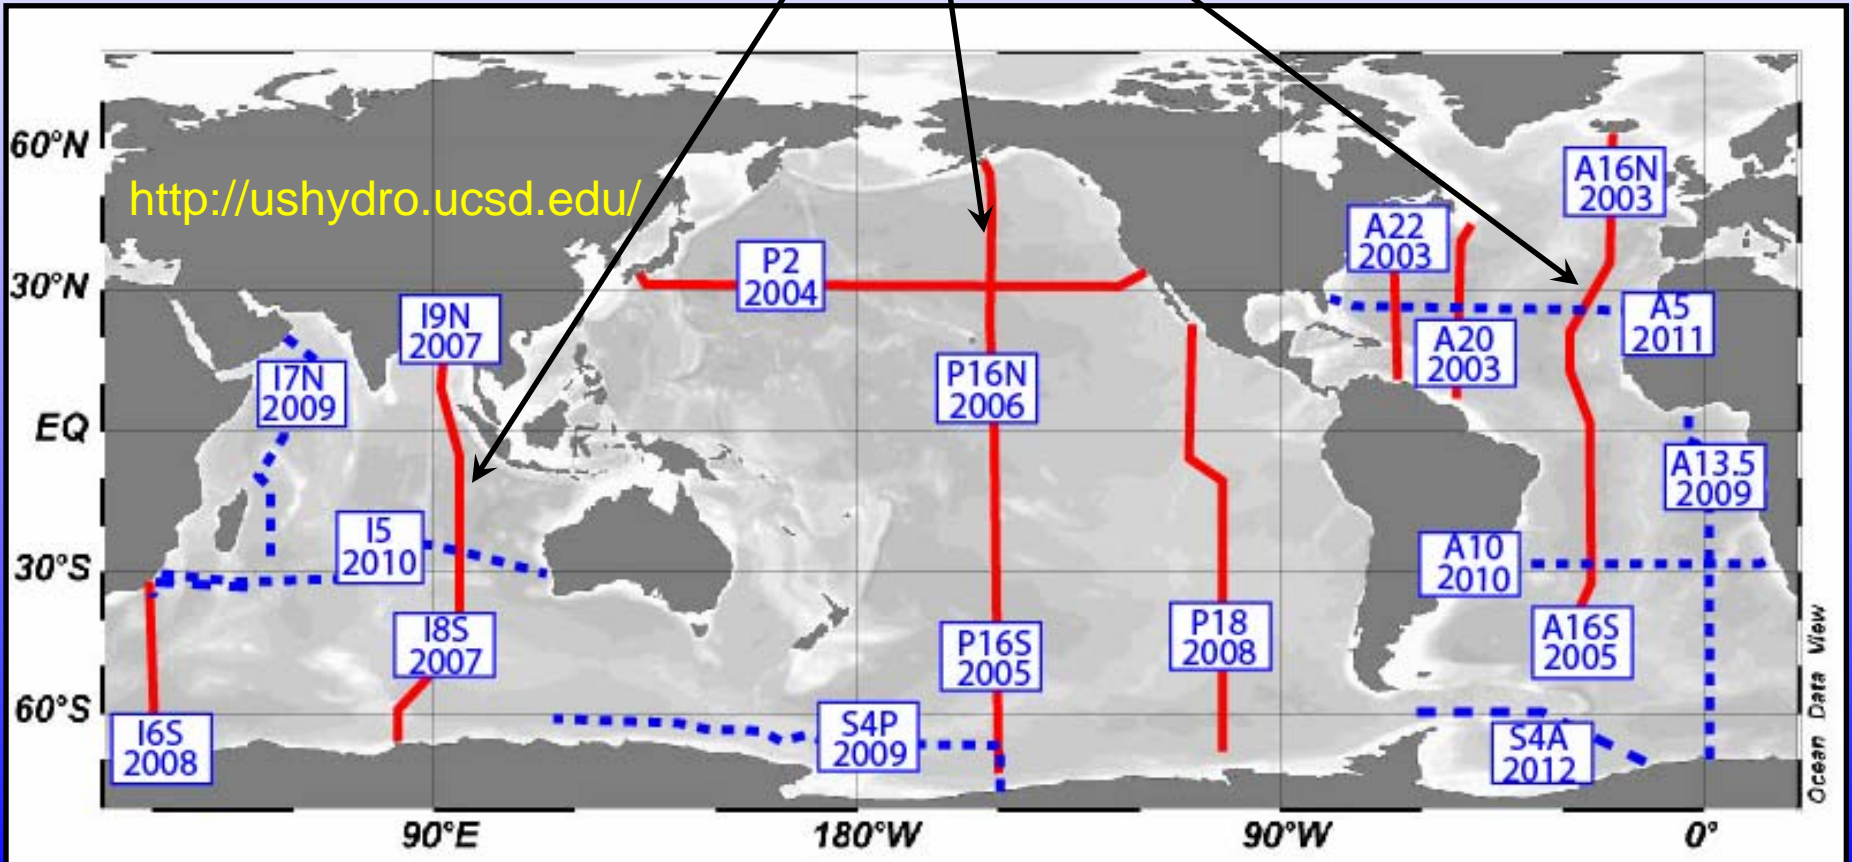 60°N
30°N
EQ
30°S
60°S
http://ushydro.ucsd.edu/
A16N
2003
A22
2003
P2
2004
I9N
2007
A5
2011
A20
2003
I7N
2009
P16N
2006
A13.5
2009
I5
2010
A10
2010
I8S
2007
P16S
2005
P18
2008
A16S
2005
I6S
2008
S4P
2009
S4A
2012
Ocean Data View
90°E
180°W
90°W
0°